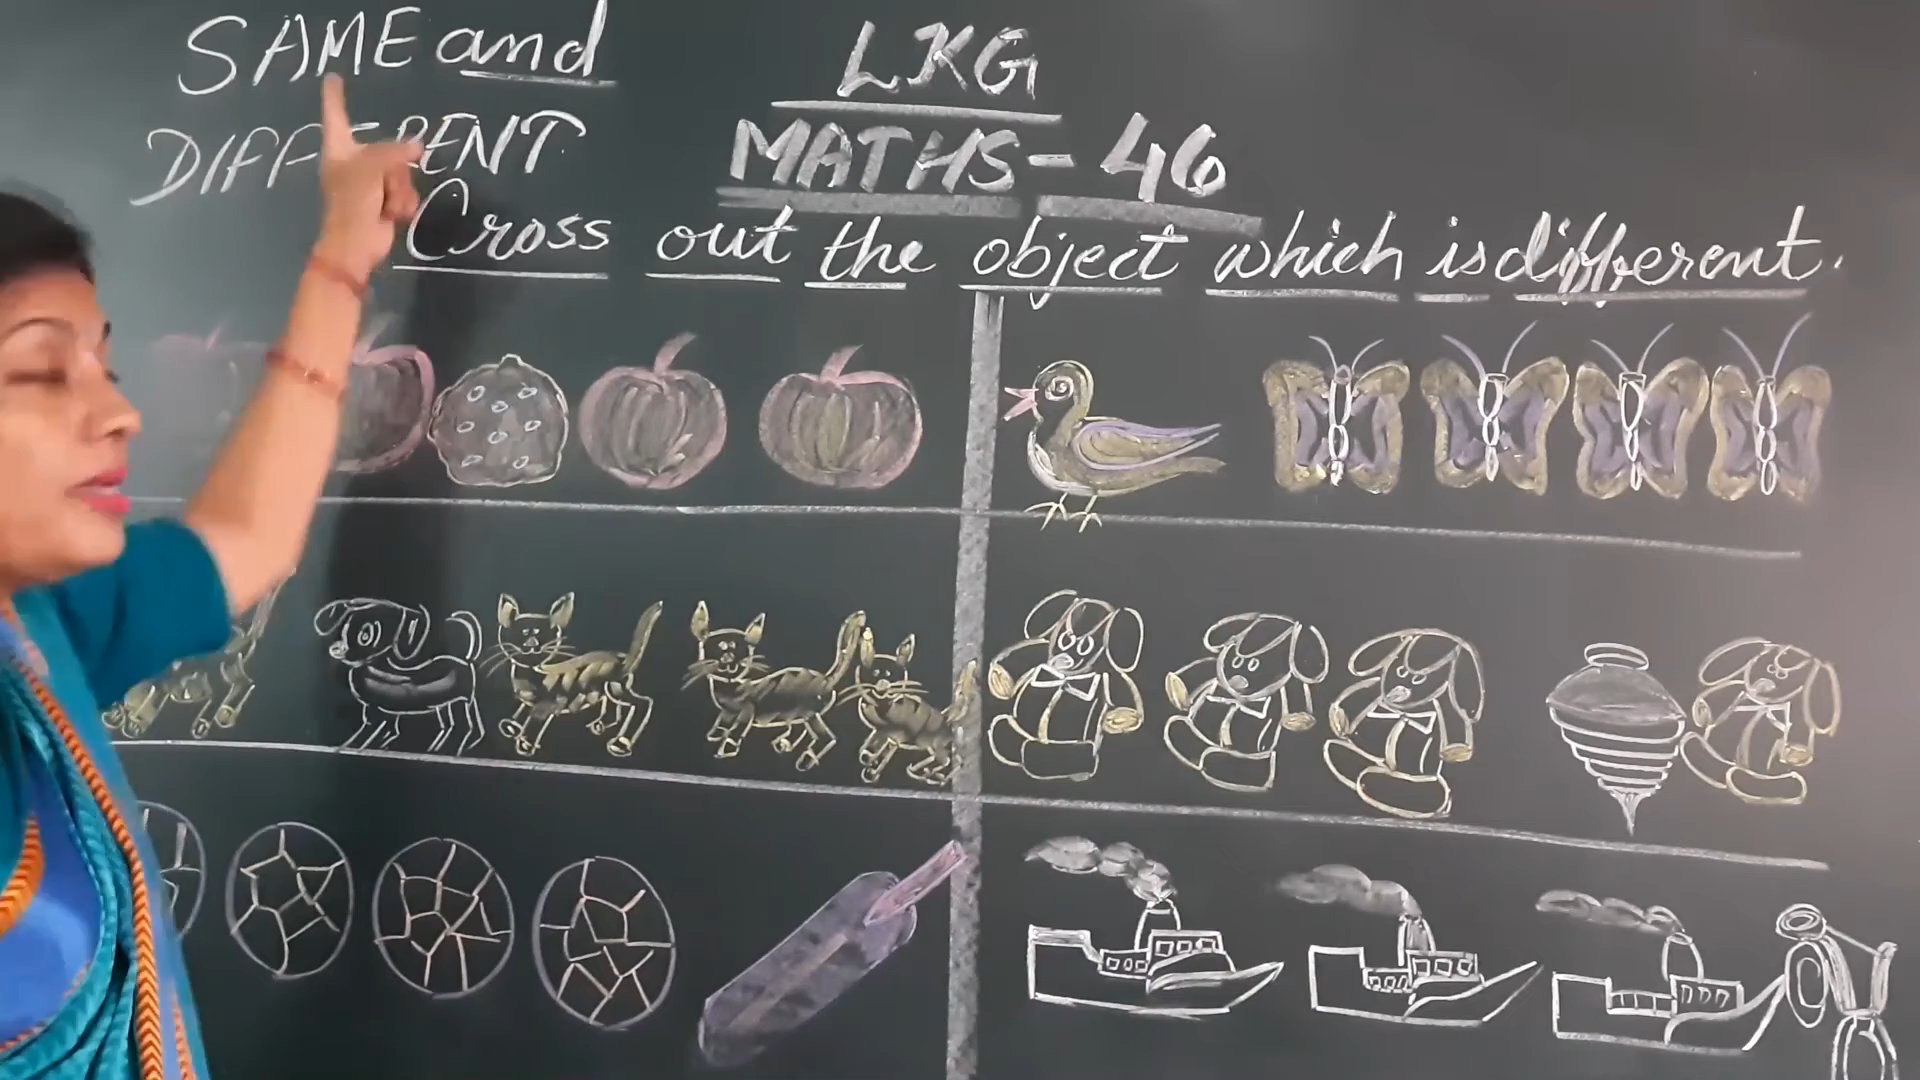 SAME and
DIFFERENT
LKG
MATHS-46
Cross out the object which is different.